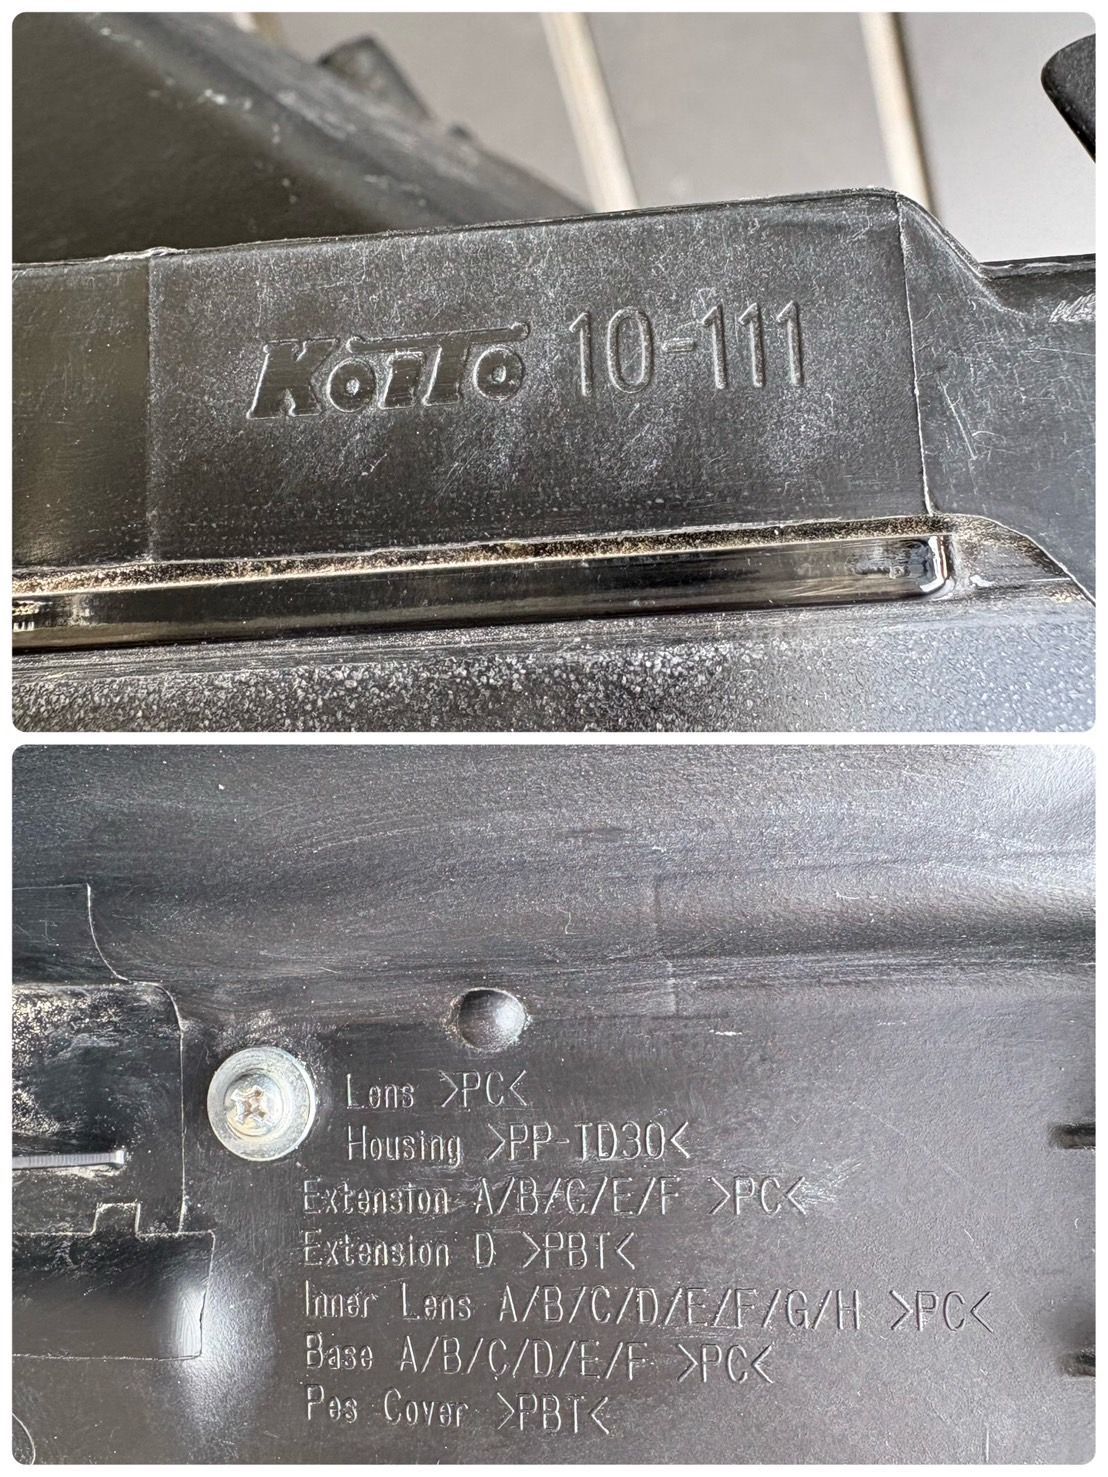 KoiTo 10-111
Lens >PC<
Housing >PP-TD30<
Extension A/B/C/E/F >PC<
Extension D >PBT<
Inner Lens A/B/C/D/E/F/G/H >PC<
Base A/B/C/D/E/F >PC<
Pes Cover >PBT<